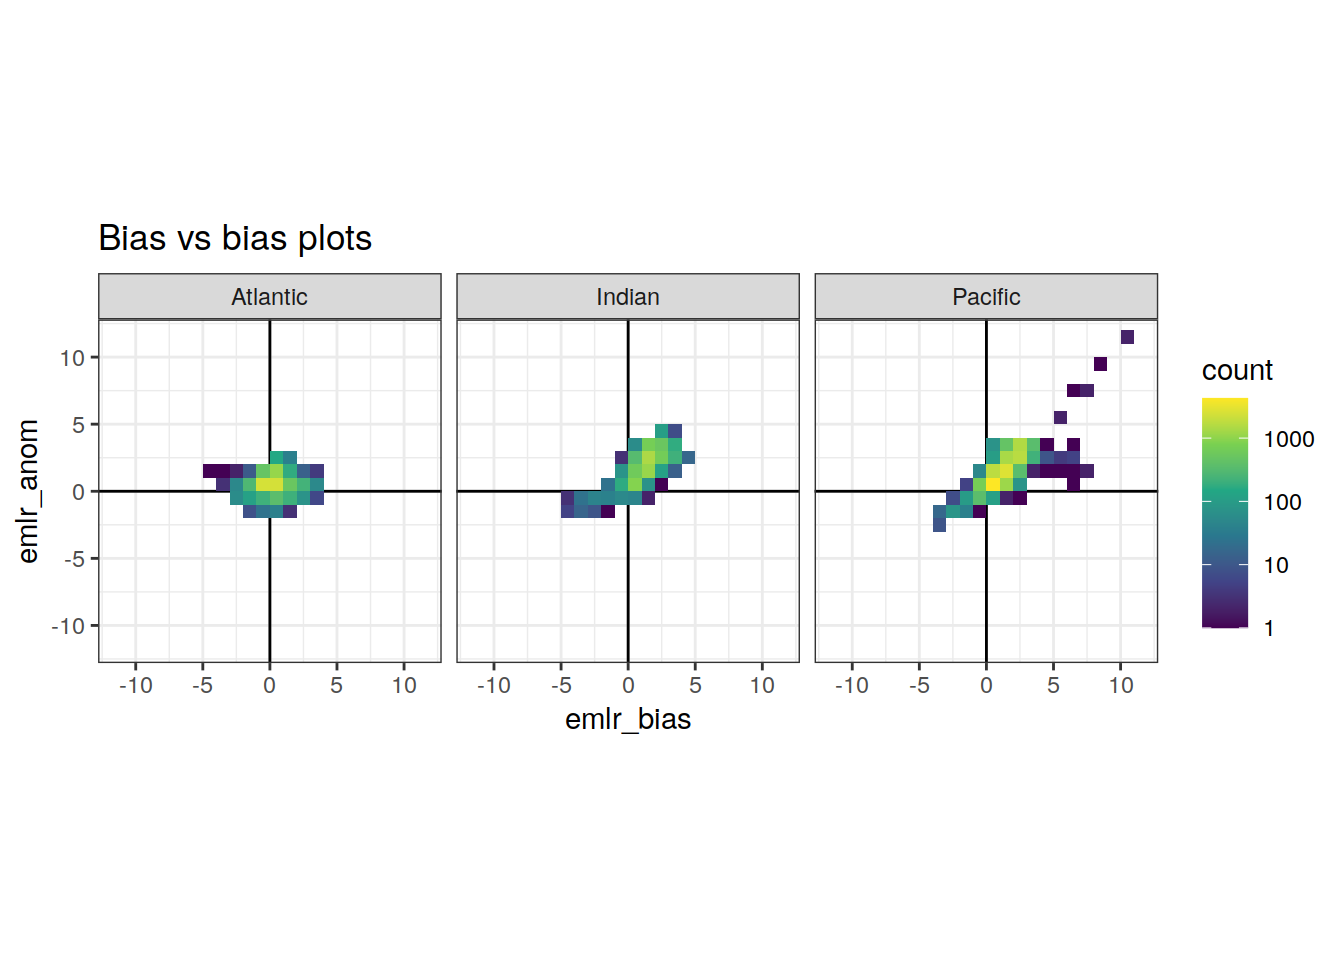 Bias vs bias plots
Atlantic Indian Pacific
emlr_anom
10
5
0
-5
-10
-10 -5 0 5 10 -10 -5 0 5 10 -10 -5 0 5 10
emlr_bias
count
1000
100
10
1